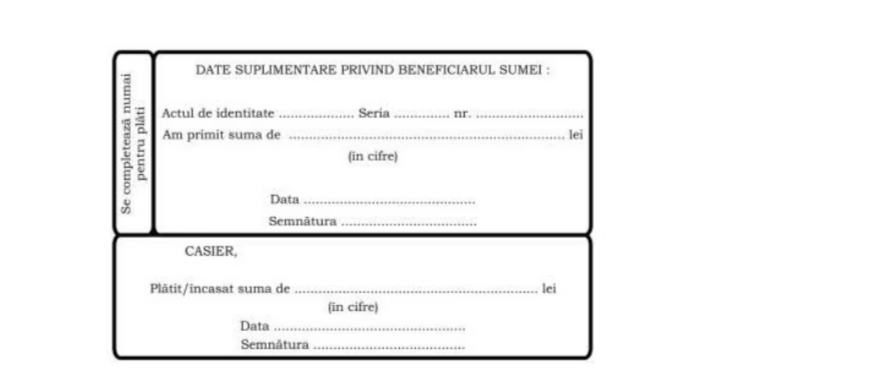 Se completează numai
pentru plăti
DATE SUPLIMENTARE PRIVIND BENEFICIARUL SUMEI :
Actul de identitate ................... Seria .............. nr. ...........................
Am primit suma de ...................................................................... lei
(in cifre)
Data ...........................................
Semnătura ..................................
CASIER,
Plătit/incasat suma de ............................................................. lei
(in cifre)
Data ................................................
Semnătura ......................................